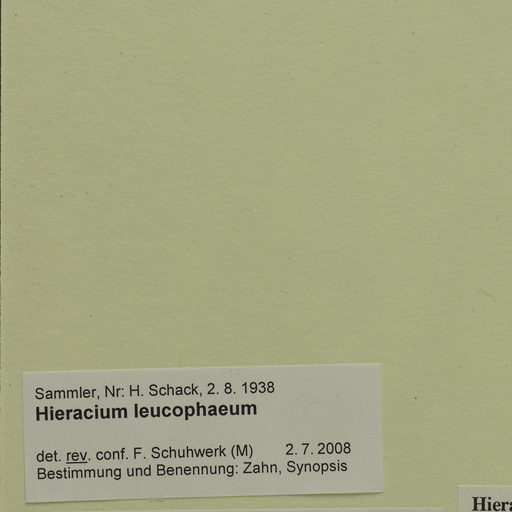 Sammler, Nr: H. Schack, 2. 8. 1938
Hieracium leucophaeum
det. rev. conf. F. Schuhwerk (M) 2. 7. 2008
Bestimmung und Benennung: Zahn, Synopsis
Hiera